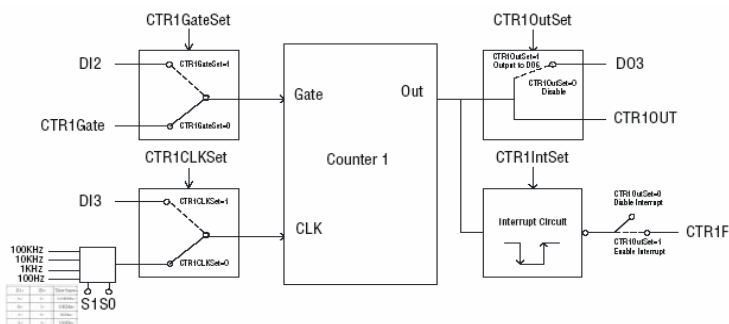 CTR1GateSet
CTR1OutSet
DI2
CTR1GateSet=1
CTR1Gate
CTR1GateSet=0
Gate
Out
Counter 1
CLK
CTR1OutSet=1
Output to DO6
CTR1OutSet=0
Disable
DO3
CTR1OUT
CTR1CLKSet
CTR1IntSet
DI3
CTR1CLKSet=1
CTR1CLKSet=0
100KHz
10KHz
1KHz
100Hz
S1S0
Interrupt Circuit
CTR1OutSet=0
Diable Interrupt
CTR1OutSet=1
Enable Interrupt
CTR1F